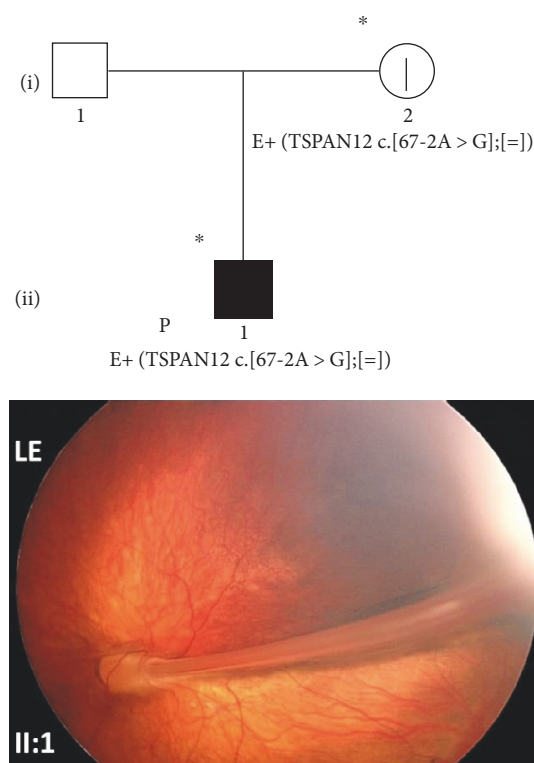 *
(i)
1
2
E+ (TSPAN12 c.[67-2A > G];[=])
*
(ii)
P
1
E+ (TSPAN12 c.[67-2A > G];[=])
LE
II:1